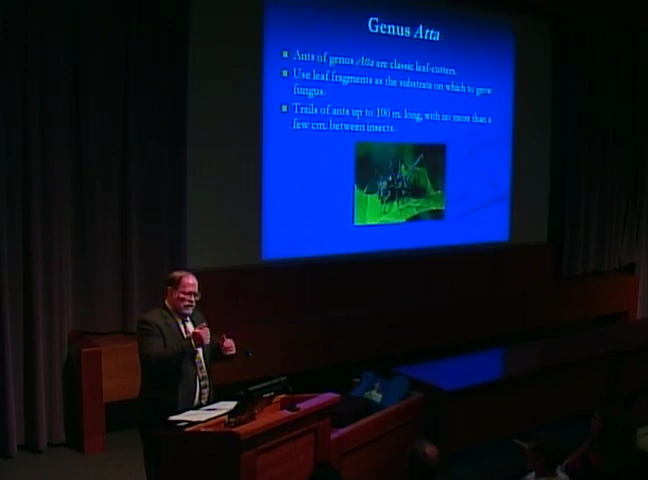 Genus Atta
Ants of genus Atta are classic leaf-cutters.
Use leaf fragments as the substrate on which to grow
fungus.
Trails of ants up to 100 m. long, with no more than a
few cm. between insects.